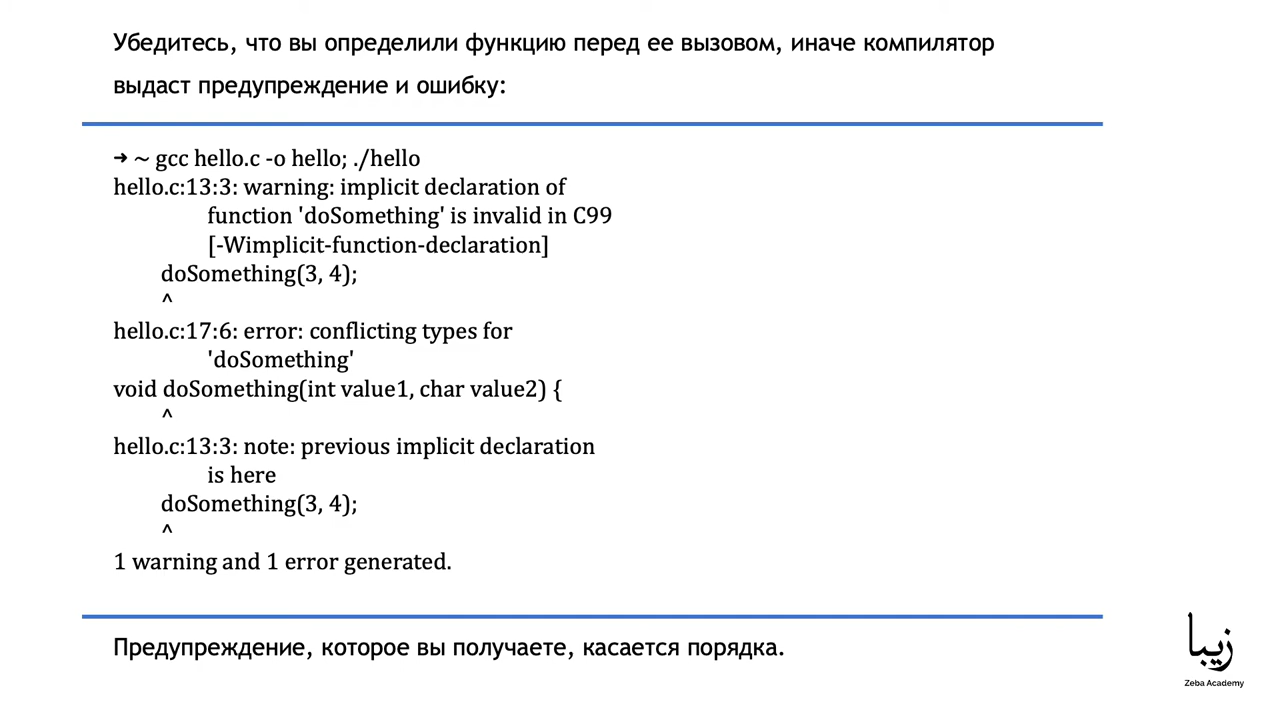 Убедитесь, что вы определили функцию перед ее вызовом, иначе компилятор
выдаст предупреждение и ошибку:
➜ ~ gcc hello.c -o hello; ./hello
hello.c:13:3: warning: implicit declaration of
function 'doSomething' is invalid in C99
[-Wimplicit-function-declaration]
doSomething(3, 4);
^
hello.c:17:6: error: conflicting types for
'doSomething'
void doSomething(int value1, char value2) {
^
hello.c:13:3: note: previous implicit declaration
is here
doSomething(3, 4);
^
1 warning and 1 error generated.
Предупреждение, которое вы получаете, касается порядка.
زيبا
Zeba Academy